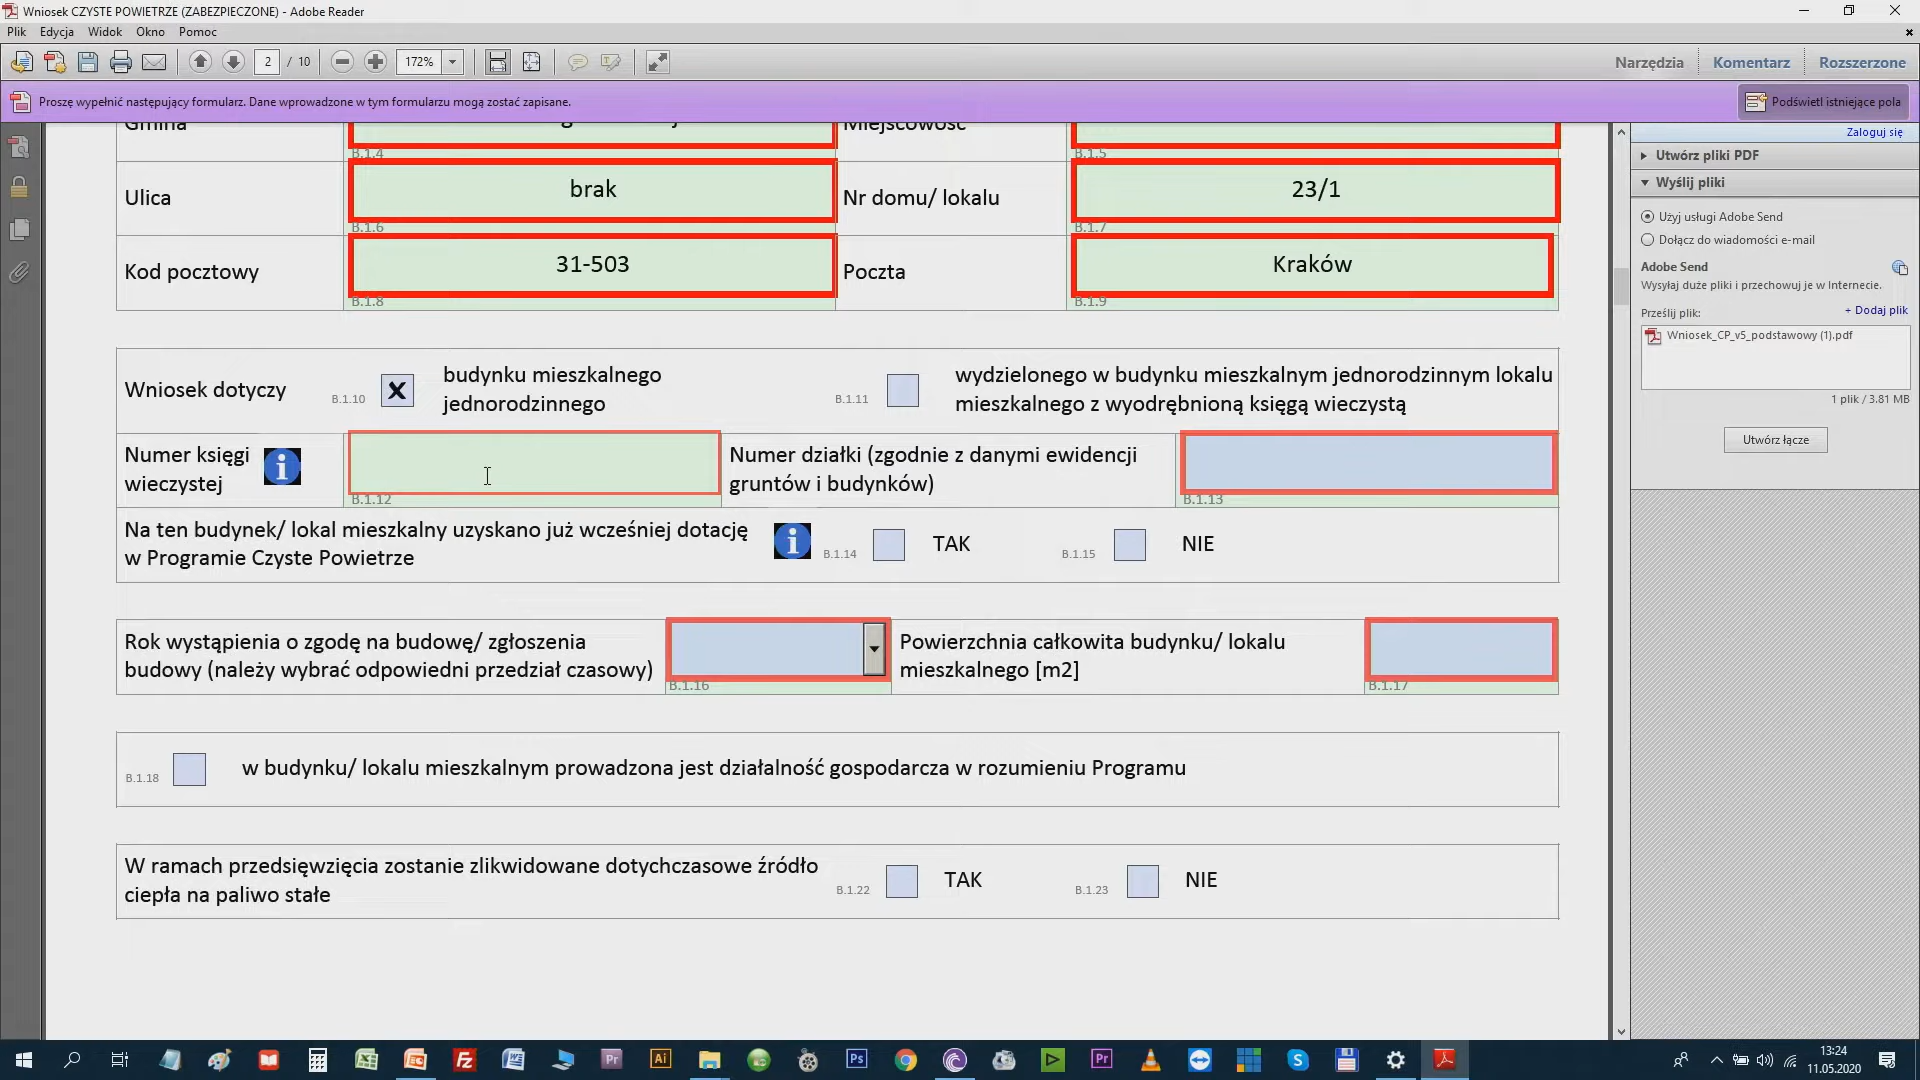 Wniosek CZYSTE POWIETRZE (ZABEZPIECZONE) - Adobe Reader
Plik Edycja Widok Okno Pomoc
2 / 10 172% Narzędzia Komentarz Rozszerzone
Proszę wypełnić następujący formularz. Dane wprowadzone w tym formularzu mogą zostać zapisane. Podświetl istniejące pola
Gmina Miejscowość
B.1.4 B.1.5
Ulica brak Nr domu/ lokalu 23/1
B.1.6 B.1.7
Kod pocztowy 31-503 Poczta Kraków
B.1.8 B.1.9
Wniosek dotyczy B.1.10 X budynku mieszkalnego
jednorodzinnego
B.1.11 wydzielonego w budynku mieszkalnym jednorodzinnym lokalu
mieszkalnego z wyodrębnioną księgą wieczystą
Numer księgi
wieczystej i
B.1.12
Numer działki (zgodnie z danymi ewidencji
gruntów i budynków)
B.1.13
Na ten budynek/ lokal mieszkalny uzyskano już wcześniej dotację
w Programie Czyste Powietrze
i B.1.14 TAK B.1.15 NIE
Rok wystąpienia o zgodę na budowę/ zgłoszenia
budowy (należy wybrać odpowiedni przedział czasowy)
B.1.16
Powierzchnia całkowita budynku/ lokalu
mieszkalnego [m2]
B.1.17
B.1.18 w budynku/ lokalu mieszkalnym prowadzona jest działalność gospodarcza w rozumieniu Programu
W ramach przedsięwzięcia zostanie zlikwidowane dotychczasowe źródło
ciepła na paliwo stałe
B.1.22 TAK B.1.23 NIE
Zaloguj się
Utwórz pliki PDF
Wyślij pliki
Użyj usługi Adobe Send
Dołącz do wiadomości e-mail
Adobe Send
Wysyłaj duże pliki i przechowuj je w Internecie.
Prześlij plik: + Dodaj plik
Wniosek_CP_v5_podstawowy (1).pdf
1 plik / 3.81 MB
Utwórz łącze
Fz Pr Ai Ps Pr
13:24
11.05.2020